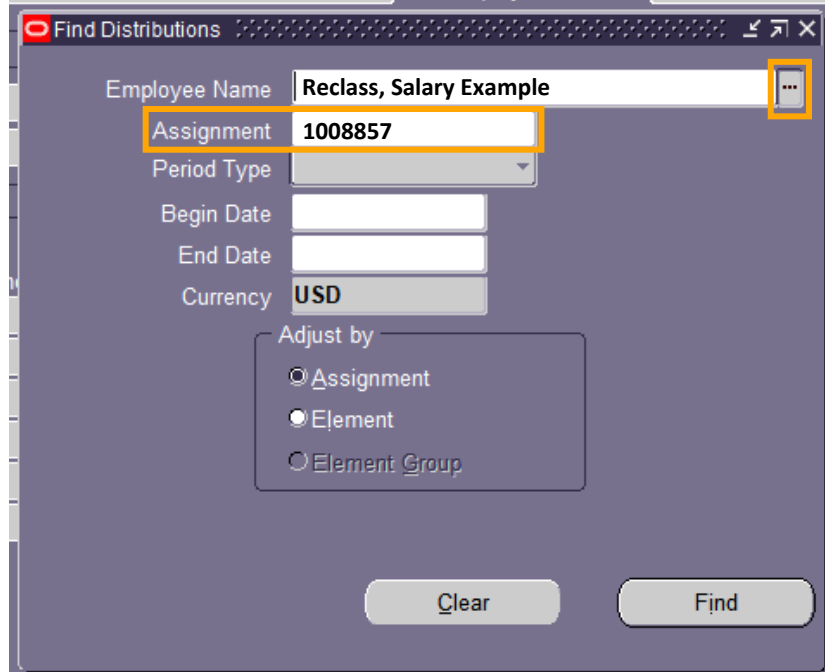 Find Distributions
Employee Name Reclass, Salary Example ...
Assignment 1008857
Period Type
Begin Date
End Date
Currency USD
Adjust by
Assignment
Element
Element Group
Clear Find